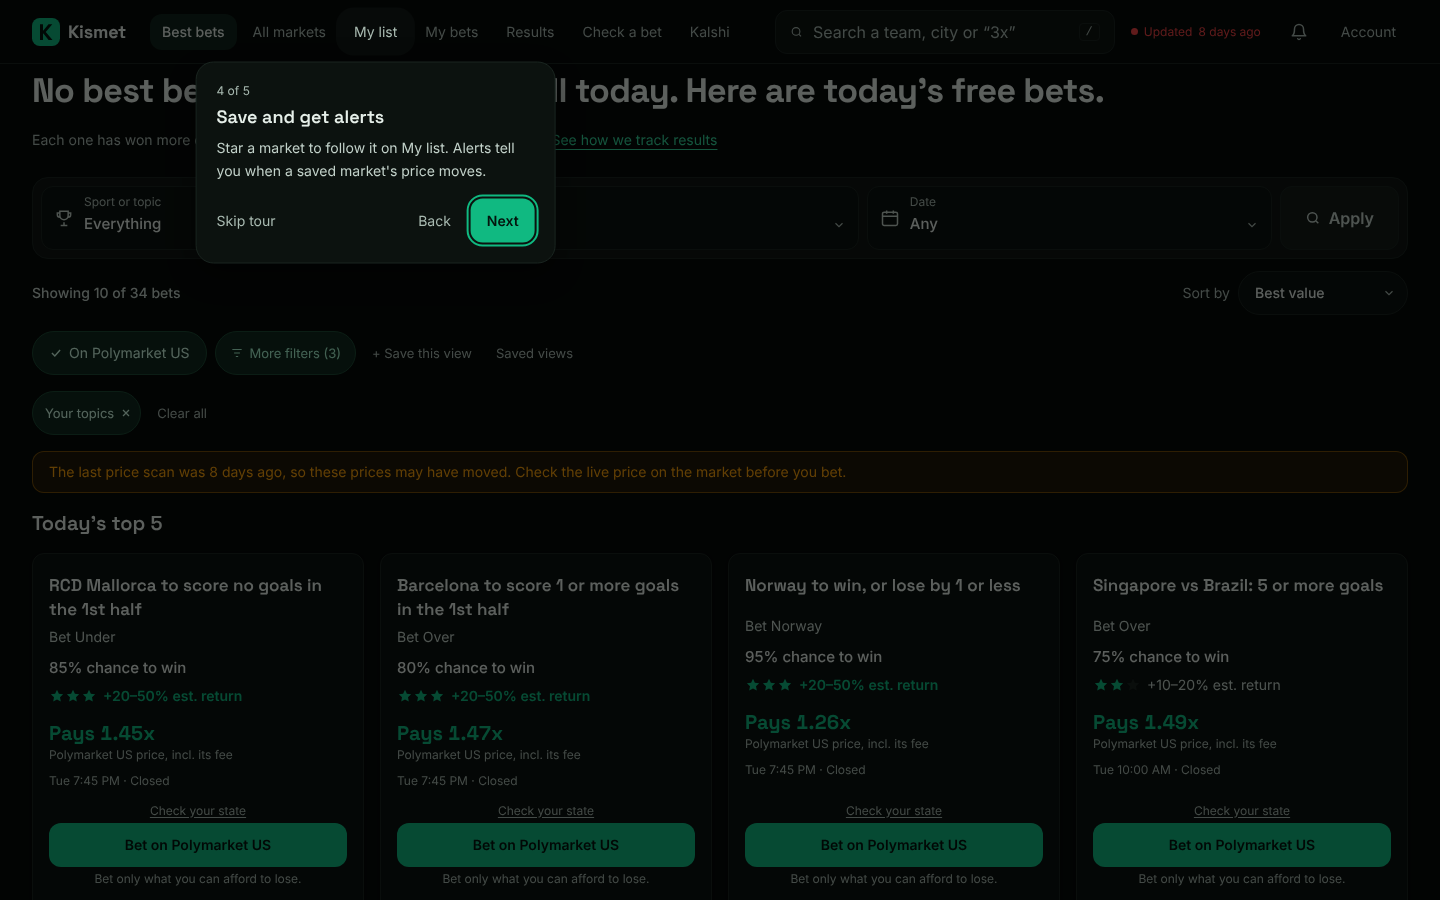 Kismet
Best bets
All markets
My list
My bets
Results
Check a bet
Kalshi
Search a team, city or “3x”
/
Updated 8 days ago
Account
No best be
ll today. Here are today’s free bets.
Each one has won more
See how we track results
4 of 5
Save and get alerts
Star a market to follow it on My list. Alerts tell
you when a saved market's price moves.
Skip tour
Back
Next
Sport or topic
Everything
Date
Any
Apply
Showing 10 of 34 bets
Sort by
Best value
On Polymarket US
More filters (3)
+ Save this view
Saved views
Your topics ×
Clear all
The last price scan was 8 days ago, so these prices may have moved. Check the live price on the market before you bet.
Today’s top 5
RCD Mallorca to score no goals in
the 1st half
Bet Under
85% chance to win
+20–50% est. return
Pays 1.45x
Polymarket US price, incl. its fee
Tue 7:45 PM · Closed
Check your state
Bet on Polymarket US
Bet only what you can afford to lose.
Barcelona to score 1 or more goals
in the 1st half
Bet Over
80% chance to win
+20–50% est. return
Pays 1.47x
Polymarket US price, incl. its fee
Tue 7:45 PM · Closed
Check your state
Bet on Polymarket US
Bet only what you can afford to lose.
Norway to win, or lose by 1 or less
Bet Norway
95% chance to win
+20–50% est. return
Pays 1.26x
Polymarket US price, incl. its fee
Tue 7:45 PM · Closed
Check your state
Bet on Polymarket US
Bet only what you can afford to lose.
Singapore vs Brazil: 5 or more goals
Bet Over
75% chance to win
+10–20% est. return
Pays 1.49x
Polymarket US price, incl. its fee
Tue 10:00 AM · Closed
Check your state
Bet on Polymarket US
Bet only what you can afford to lose.